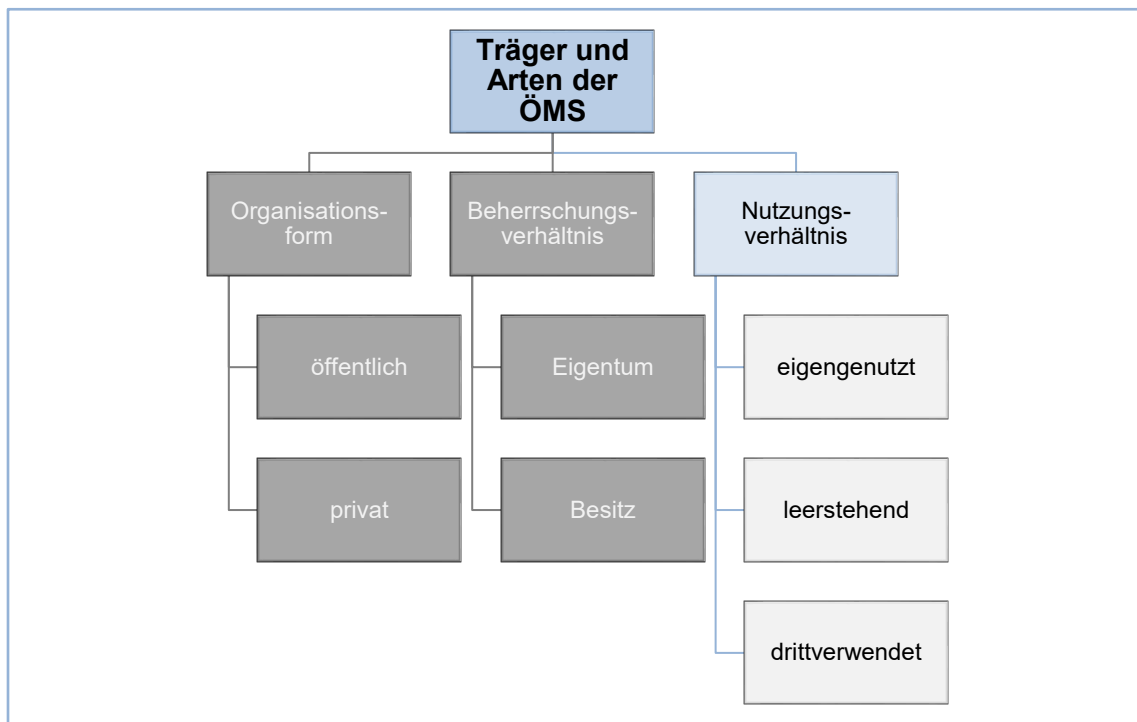 Träger und
Arten der
ÖMS
Organisations-
form
Beherrschungs-
verhältnis
Nutzungs-
verhältnis
öffentlich
Eigentum
eigengenutzt
privat
Besitz
leerstehend
drittverwendet